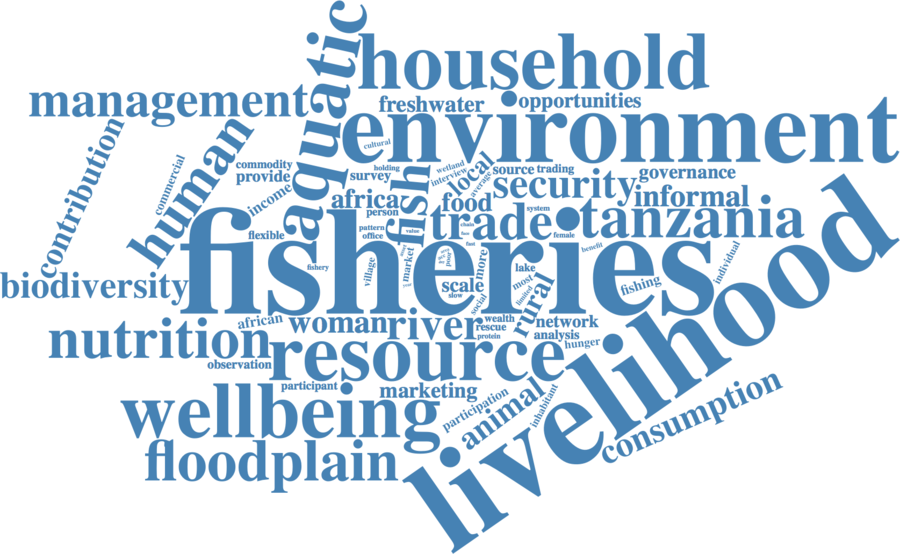 aquatic
household
management
freshwater
opportunities
environment
contribution
human
cultural
commercial
commodity
provide
income
survey
holding
wetland
interview
local
average
source
trading
governance
security
informal
africa
person
fish
food
trade
system
tanzania
flexible
pattern
office
value
chain
female
fisheries
fast
benefit
individual
livelihood
biodiversity
fishery
village
market
poor
more
lake
scale
slow
most
limited
rural
fishing
social
nutrition
african
woman
river
wealth
rescue
protein
network
analysis
hunger
observation
resource
participant
marketing
participation
animal
inhabitant
wellbeing
consumption
floodplain